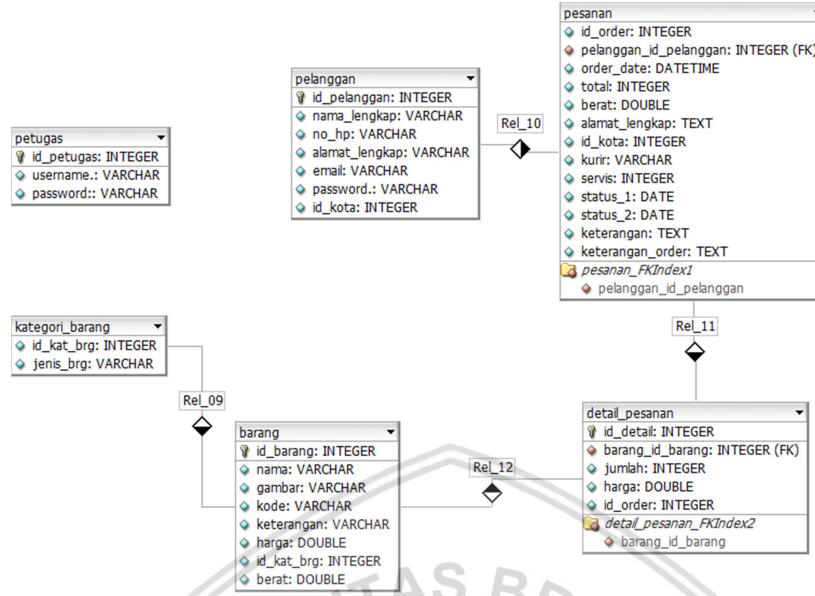 petugas
id_petugas: INTEGER
username.: VARCHAR
password:: VARCHAR
pelanggan
id_pelanggan: INTEGER
nama_lengkap: VARCHAR
no_hp: VARCHAR
alamat_lengkap: VARCHAR
email: VARCHAR
password.: VARCHAR
id_kota: INTEGER
Rel_10
pesanan
id_order: INTEGER
pelanggan_id_pelanggan: INTEGER (FK)
order_date: DATETIME
total: INTEGER
berat: DOUBLE
alamat_lengkap: TEXT
id_kota: INTEGER
kurir: VARCHAR
servis: INTEGER
status_1: DATE
status_2: DATE
keterangan: TEXT
keterangan_order: TEXT
pesanan_FKIndex1
pelanggan_id_pelanggan
Rel_11
kategori_barang
id_kat_brg: INTEGER
jenis_brg: VARCHAR
Rel_09
barang
id_barang: INTEGER
nama: VARCHAR
gambar: VARCHAR
kode: VARCHAR
keterangan: VARCHAR
harga: DOUBLE
id_kat_brg: INTEGER
berat: DOUBLE
Rel_12
detail_pesanan
id_detail: INTEGER
barang_id_barang: INTEGER (FK)
jumlah: INTEGER
harga: DOUBLE
id_order: INTEGER
detail_pesanan_FKIndex2
barang_id_barang